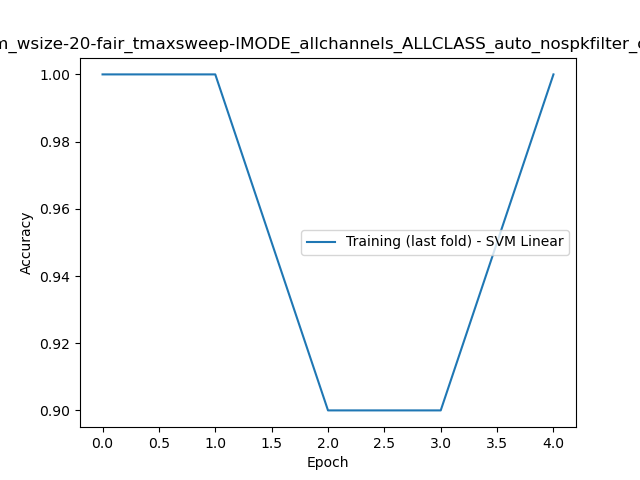 wsize-20-fair_tmaxsweep-IMODE_allchannels_ALLCLASS_auto_nospkfilter
1.00
0.98
0.96
0.94
0.92
0.90
Accuracy
Training (last fold) - SVM Linear
0.0 0.5 1.0 1.5 2.0 2.5 3.0 3.5 4.0
Epoch